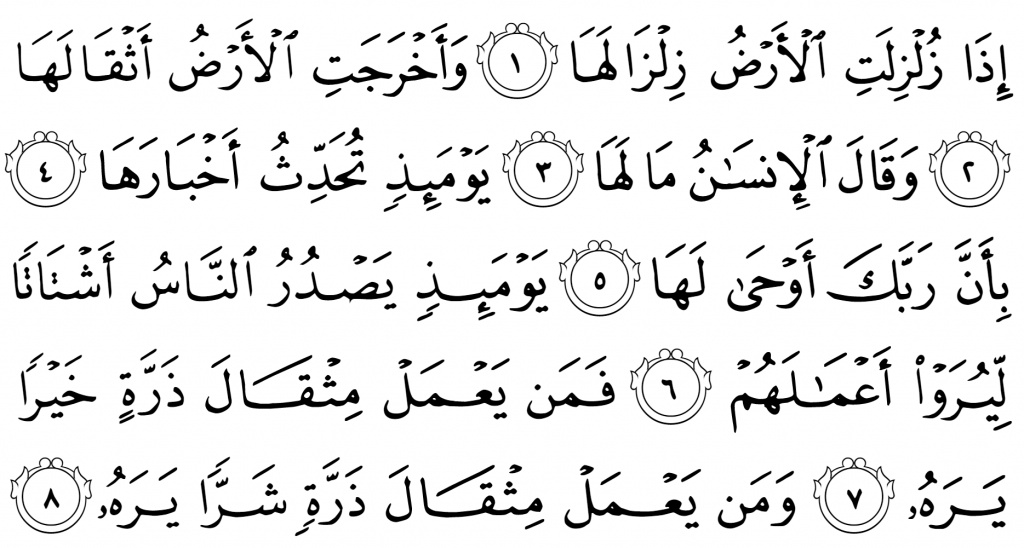 إِذَا زُلْزِلَتِ ٱلْأَرْضُ زِلْزَالَهَا ١ وَأَخْرَجَتِ ٱلْأَرْضُ أَثْقَالَهَا
٢ وَقَالَ ٱلْإِنسَـٰنُ مَا لَهَا ٣ يَوْمَئِذٍ تُحَدِّثُ أَخْبَارَهَا ٤
بِأَنَّ رَبَّكَ أَوْحَىٰ لَهَا ٥ يَوْمَئِذٍ يَصْدُرُ ٱلنَّاسُ أَشْتَاتًا
لِّيُرَوْا۟ أَعْمَـٰلَهُمْ ٦ فَمَن يَعْمَلْ مِثْقَالَ ذَرَّةٍ خَيْرًا
يَرَهُۥ ٧ وَمَن يَعْمَلْ مِثْقَالَ ذَرَّةٍ شَرًّا يَرَهُۥ ٨